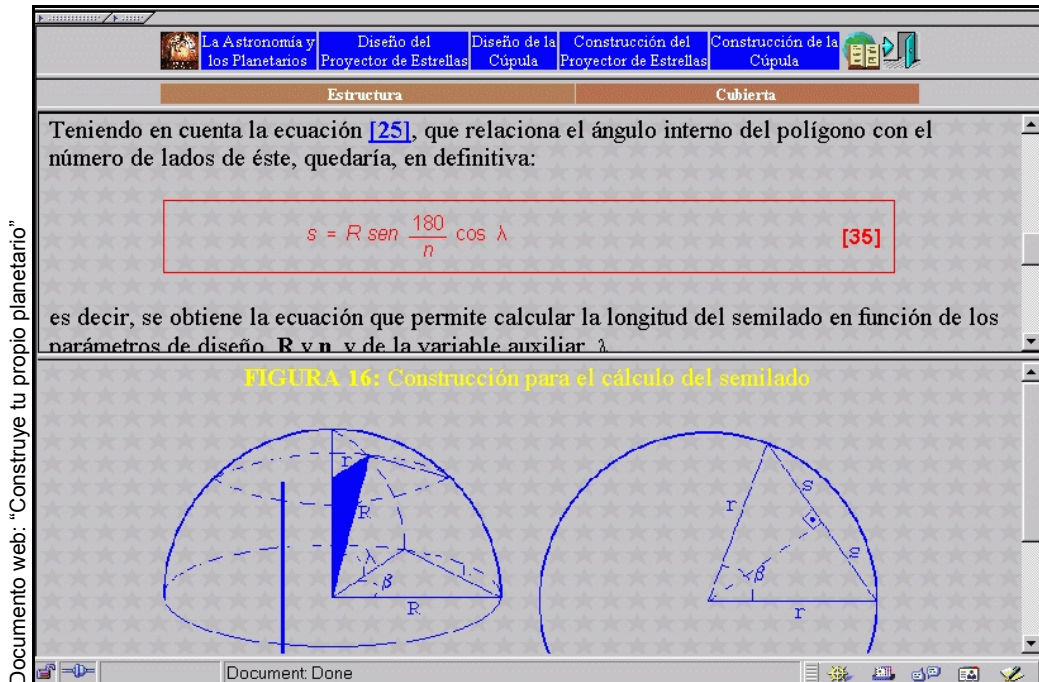 La Astronomía y
los Planetarios
Diseño del
Proyector de Estrellas
Diseño de la
Cúpula
Construcción del
Proyector de Estrellas
Construcción de la
Cúpula
Estructura
Cubierta
Teniendo en cuenta la ecuación [25], que relaciona el ángulo interno del polígono con el
número de lados de éste, quedaría, en definitiva:
s = R sen 180/n cos λ [35]
es decir, se obtiene la ecuación que permite calcular la longitud del semilado en función de los
parámetros de diseño R y n y de la variable auxiliar λ
FIGURA 16: Construcción para el cálculo del semilado
r
R
λ
β
R
r
s
s
β
r
Document: Done
Documento web: “Construye tu propio planetario”